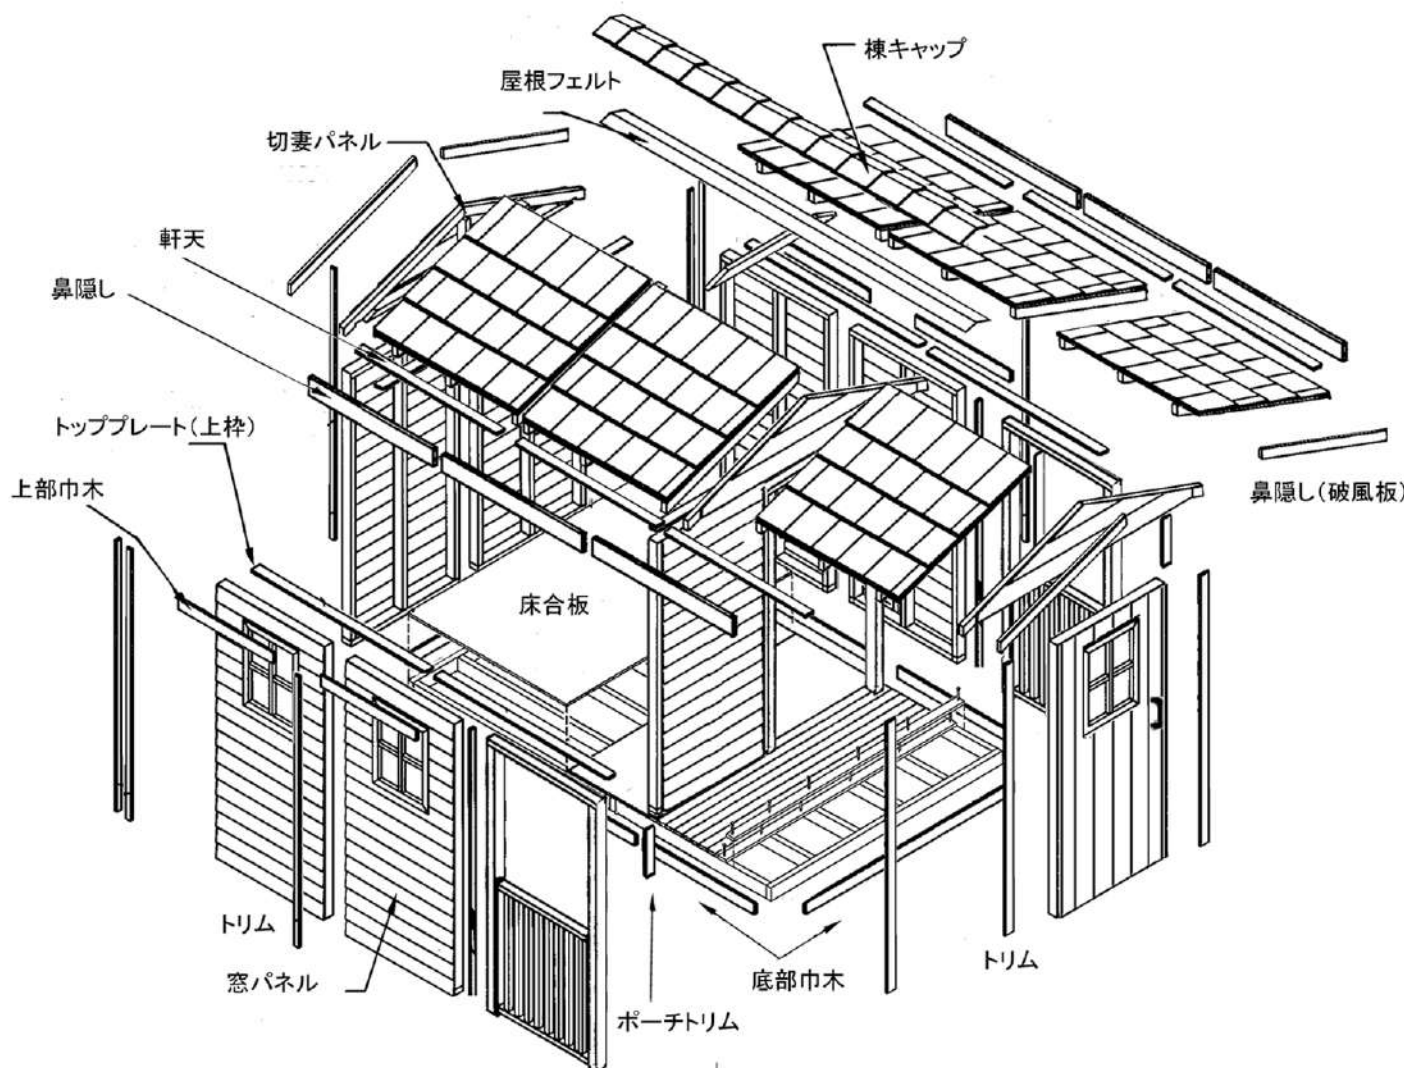 棟キャップ
屋根フェルト
切妻パネル
軒天
鼻隠し
トッププレート(上枠)
上部巾木
鼻隠し(破風板)
床合板
トリム
窓パネル
底部巾木
トリム
ポーチトリム